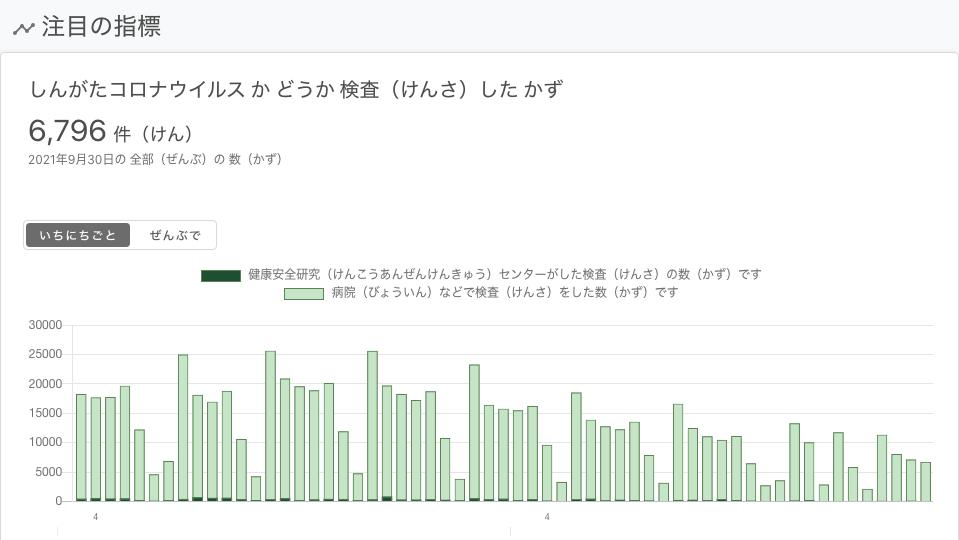 注目の指標
しんがたコロナウイルス か どうか 検査（けんさ）した かず
6,796 件（けん）
2021年9月30日の 全部（ぜんぶ）の 数（かず）
いちにちごと ぜんぶで
健康安全研究（けんこうあんぜんけんきゅう）センターがした検査（けんさ）の数（かず）です
病院（びょういん）などで検査（けんさ）をした数（かず）です
30000
25000
20000
15000
10000
5000
0
4 4